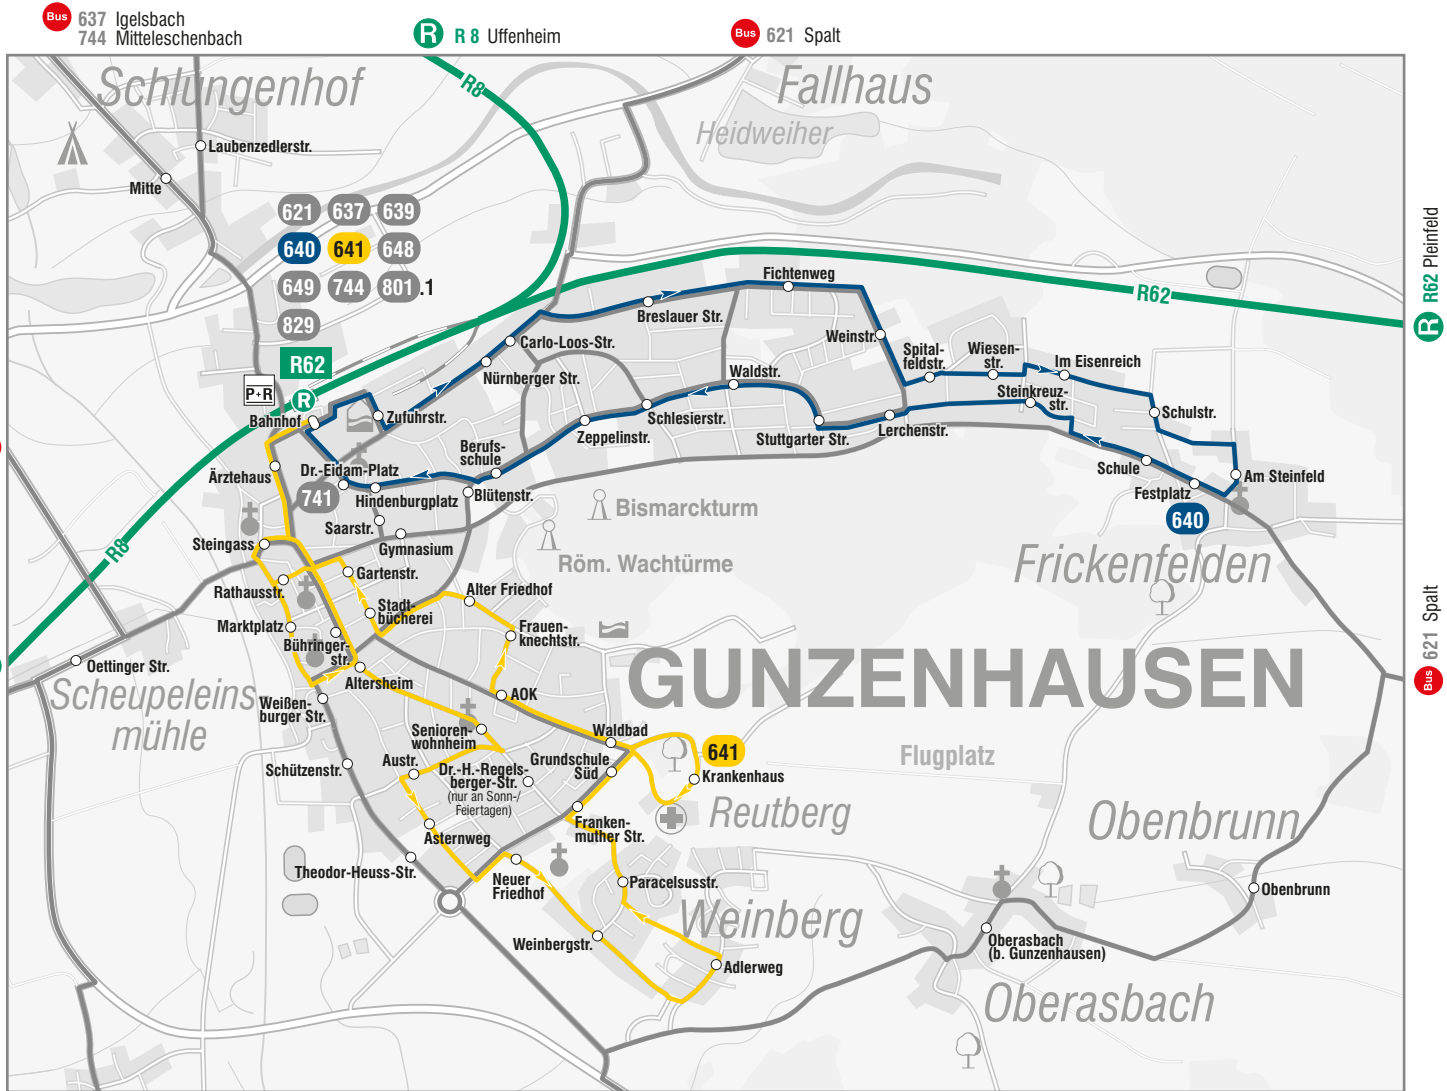 Bus 637 Igelsbach
744 Mitteleschenbach
R R 8 Uffenheim
Bus 621 Spalt
Schlungenhof
Fallhaus
Heidweiher
R8
Laubenzedlerstr.
Mitte
621 637 639
640 641 648
649 744 801.1
829
R62
P+R
R
Bahnhof
Zufuhrstr.
Carlo-Loos-Str.
Nürnberger Str.
Breslauer Str.
Fichtenweg
R62
R R62 Pleinfeld
Weinstr.
Spital-
feldstr.
Wiesen-
str.
Im Eisenreich
Steinkreuz-
str.
Schulstr.
Waldstr.
Schlesierstr.
Zeppelinstr.
Stuttgarter Str.
Lerchenstr.
Schule
Festplatz
Am Steinfeld
640
Ärztehaus
Dr.-Eidam-Platz
741
Hindenburgplatz
Berufs-
schule
Blütenstr.
Saarstr.
Gymnasium
Bismarckturm
Röm. Wachtürme
Frickenfelden
R8
Steingass
Rathausstr.
Gartenstr.
Stadt-
bücherei
Marktplatz
Bühringer-
str.
Alter Friedhof
Frauen-
knechtstr.
Bus 621 Spalt
Oettinger Str.
Scheupeleins
mühle
Weißen-
burger Str.
Altersheim
AOK
GUNZENHAUSEN
Senioren-
wohnheim
Waldbad
Grundschule
Süd
641
Krankenhaus
Flugplatz
Schützenstr.
Austr.
Dr.-H.-Regels-
berger-Str.
(nur an Sonn-/
Feiertagen)
Reutberg
Obenbrunn
Asternweg
Franken-
muther Str.
Theodor-Heuss-Str.
Neuer
Friedhof
Paracelsusstr.
Weinberg
Obenbrunn
Weinbergstr.
Adlerweg
Oberasbach
(b. Gunzenhausen)
Oberasbach